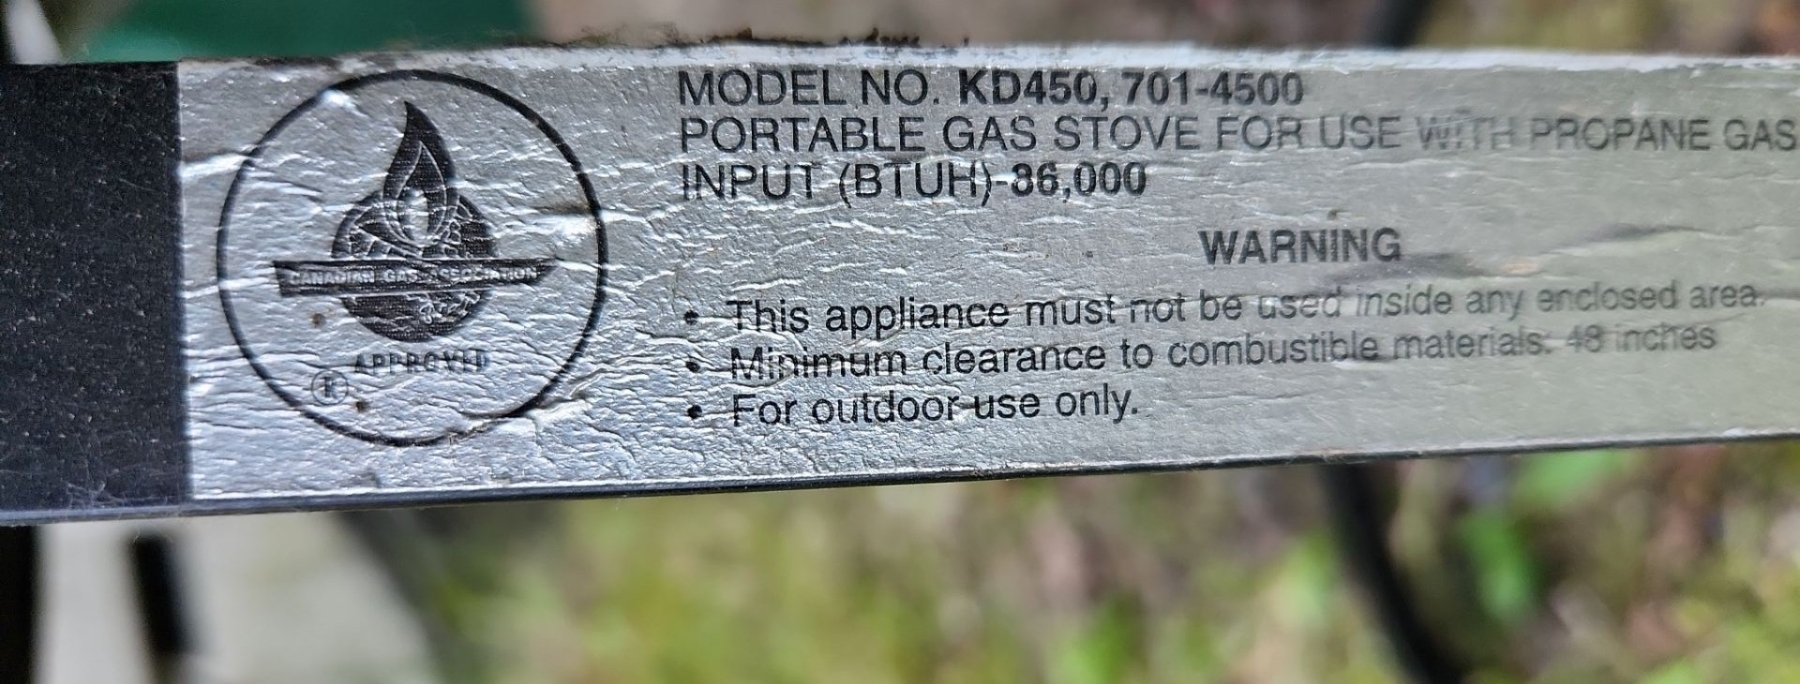 MODEL NO. KD450, 701-4500
PORTABLE GAS STOVE FOR USE WITH PROPANE GAS
INPUT (BTUH)-36,000
WARNING
• This appliance must not be used inside any enclosed area.
• Minimum clearance to combustible materials: 48 inches
• For outdoor use only.
CANADIAN GAS ASSOCIATION
APPROVED
®